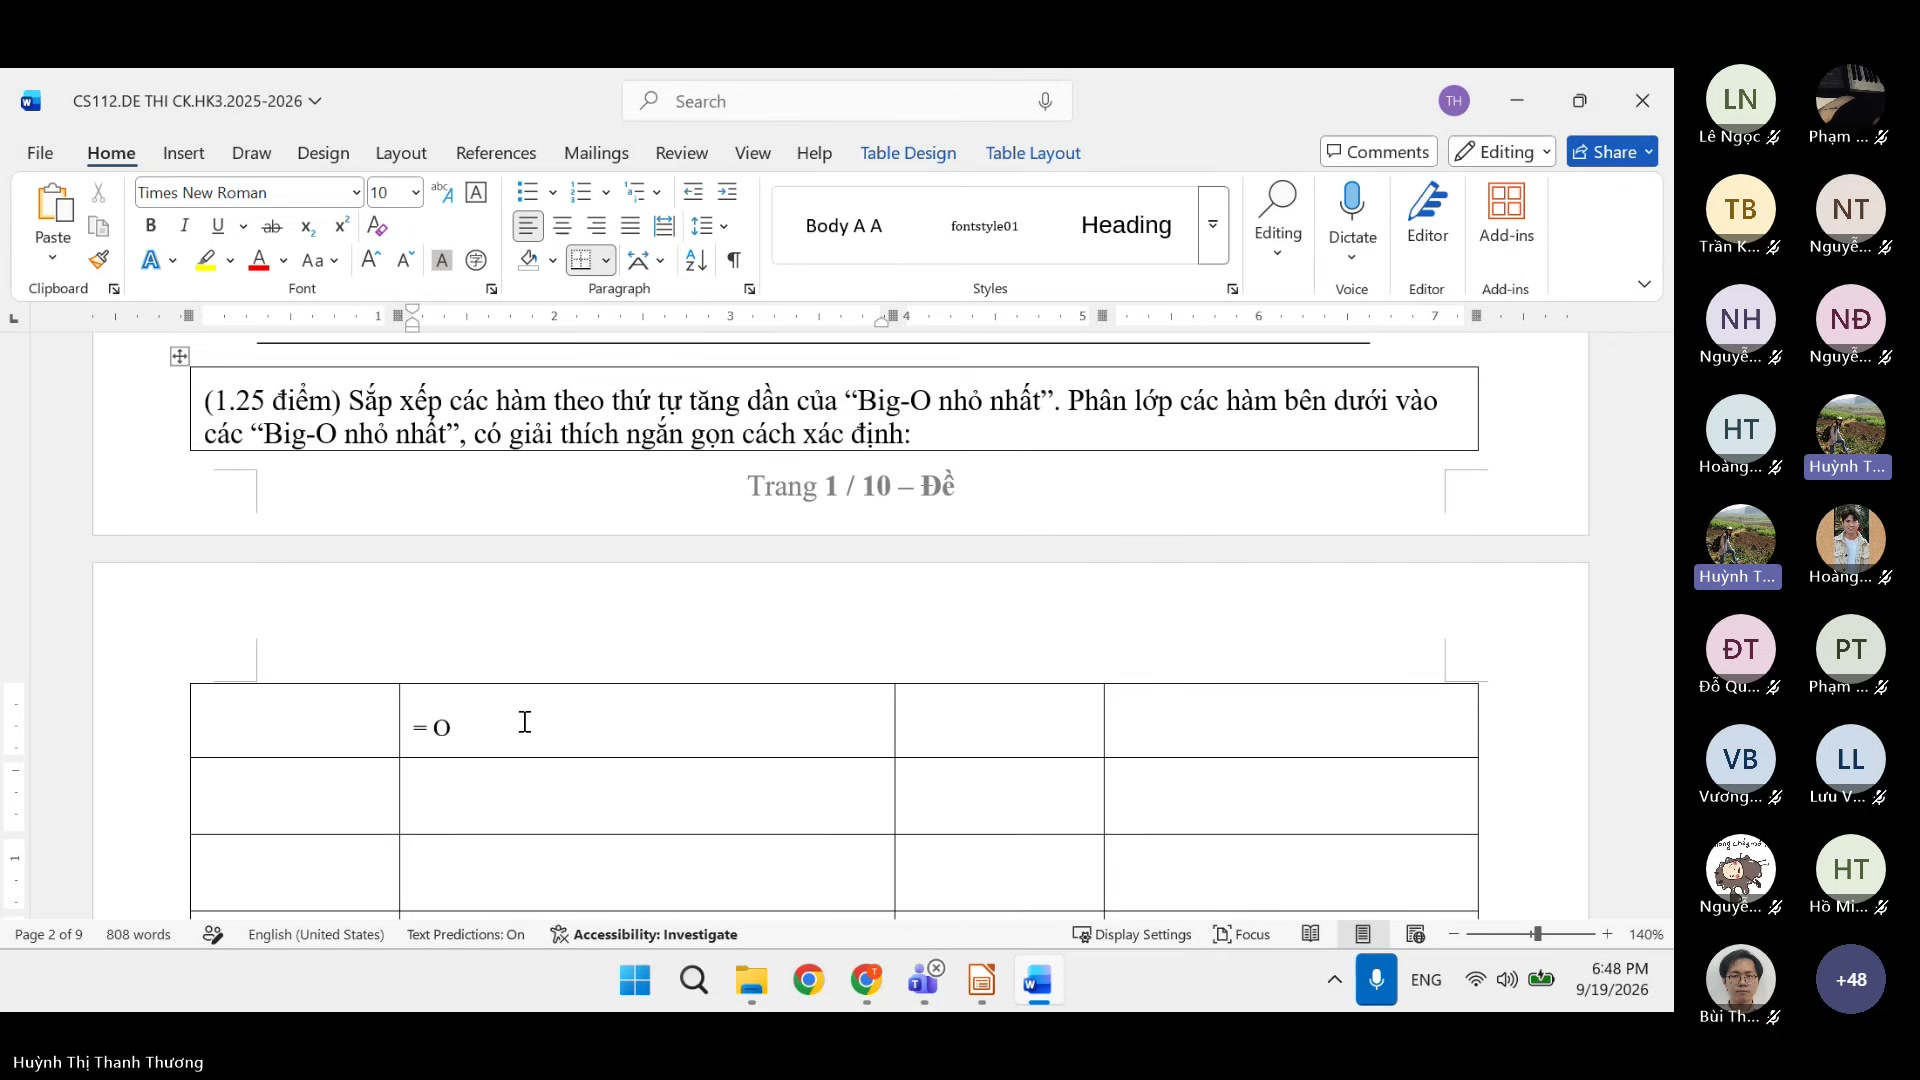 CS112.DE THI CK.HK3.2025-2026
Search
TH
File Home Insert Draw Design Layout References Mailings Review View Help Table Design Table Layout
Comments Editing Share
Paste
Clipboard
Times New Roman 10
Font
Paragraph
Body A A fontstyle01 Heading
Styles
Editing
Dictate
Voice
Editor
Editor
Add-ins
Add-ins
1 2 3 4 5 6 7
(1.25 điểm) Sắp xếp các hàm theo thứ tự tăng dần của “Big-O nhỏ nhất”. Phân lớp các hàm bên dưới vào
các “Big-O nhỏ nhất”, có giải thích ngắn gọn cách xác định:
Trang 1 / 10 – Đề
= O
Page 2 of 9 808 words English (United States) Text Predictions: On Accessibility: Investigate Display Settings Focus 140%
ENG
6:48 PM
9/19/2026
LN
Lê Ngọc
Phạm ...
TB
Trần K...
NT
Nguyễ...
NH
Nguyễ...
NĐ
Nguyễ...
HT
Hoàng...
Huỳnh T...
Huỳnh T...
Hoàng...
ĐT
Đỗ Qu...
PT
Phạm ...
VB
Vương...
LL
Lưu V...
Nguyễ...
HT
Hồ Mi...
Bùi Th...
+48
Huỳnh Thị Thanh Thương